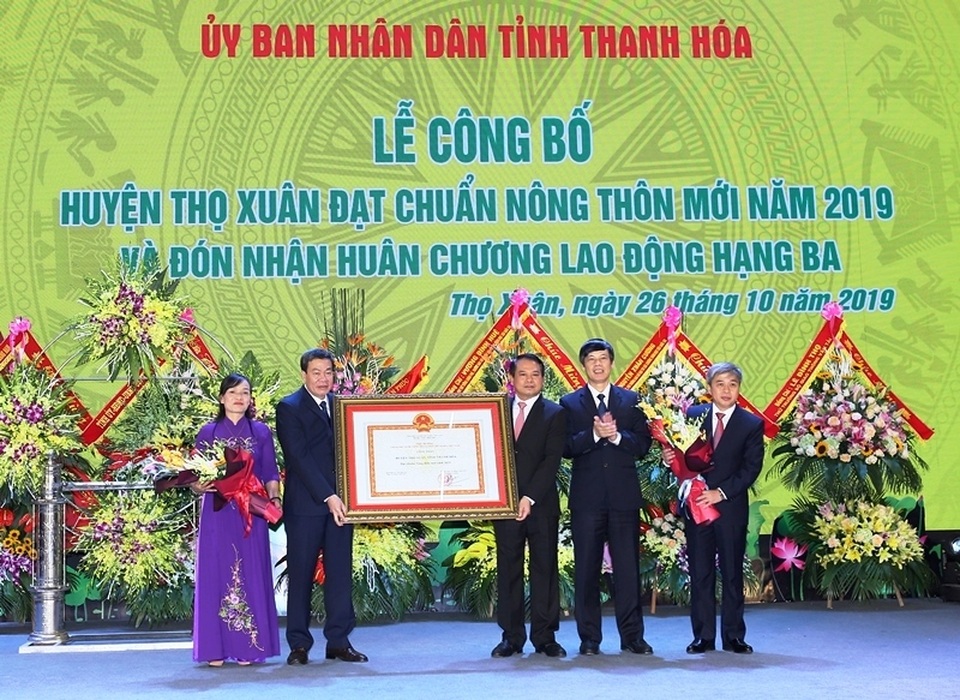 ỦY BAN NHÂN DÂN TỈNH THANH HÓA
LỄ CÔNG BỐ
HUYỆN THỌ XUÂN ĐẠT CHUẨN NÔNG THÔN MỚI NĂM 2019
VÀ ĐÓN NHẬN HUÂN CHƯƠNG LAO ĐỘNG HẠNG BA
Thọ Xuân, ngày 26 tháng 10 năm 2019